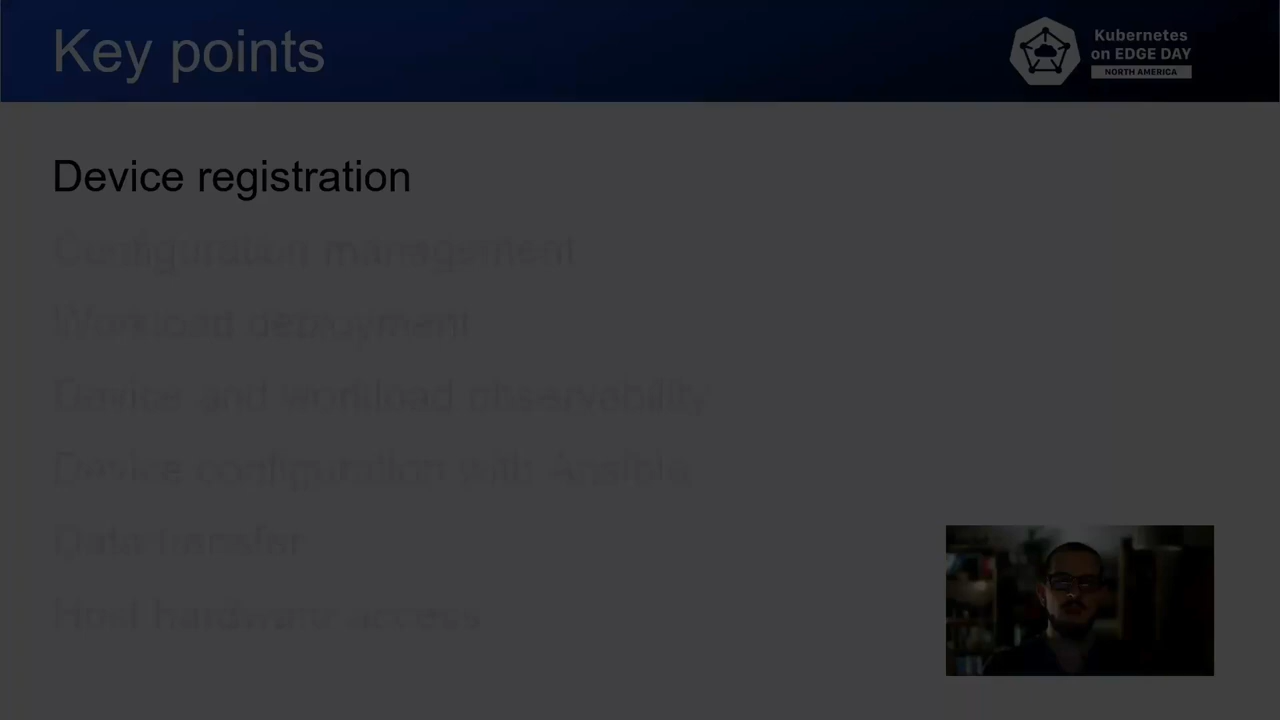 Key points
Kubernetes
on EDGE DAY
NORTH AMERICA
Device registration
Configuration management
Workload deployment
Device and workload observability
Device configuration with Ansible
Data transfer
Host hardware access